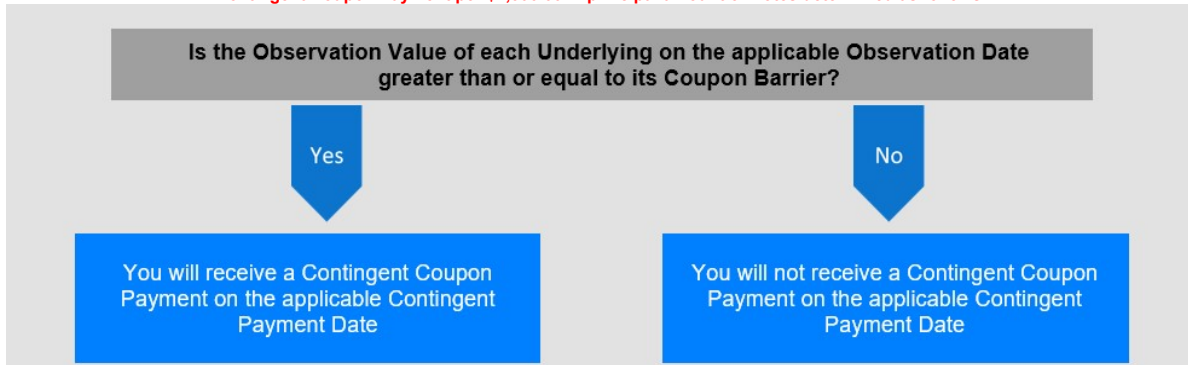 Is the Observation Value of each Underlying on the applicable Observation Date
greater than or equal to its Coupon Barrier?
Yes
No
You will receive a Contingent Coupon
Payment on the applicable Contingent
Payment Date
You will not receive a Contingent Coupon
Payment on the applicable Contingent
Payment Date